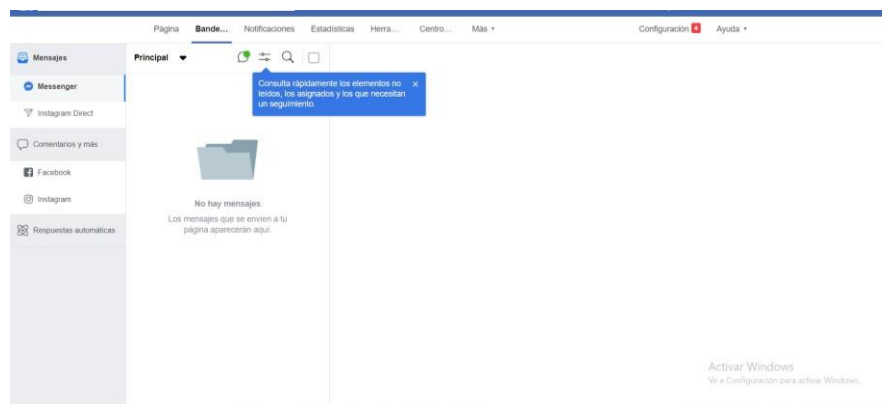 Página Bande... Notificaciones Estadísticas Herra... Centro... Más Configuración 4 Ayuda
Mensajes
Messenger
Instagram Direct
Comentarios y más
Facebook
Instagram
Respuestas automáticas
Principal
Consulta rápidamente los elementos no
leídos, los asignados y los que necesitan
un seguimiento.
No hay mensajes
Los mensajes que se envíen a tu
página aparecerán aquí.
Activar Windows
Ve a Configuración para activar Windows.